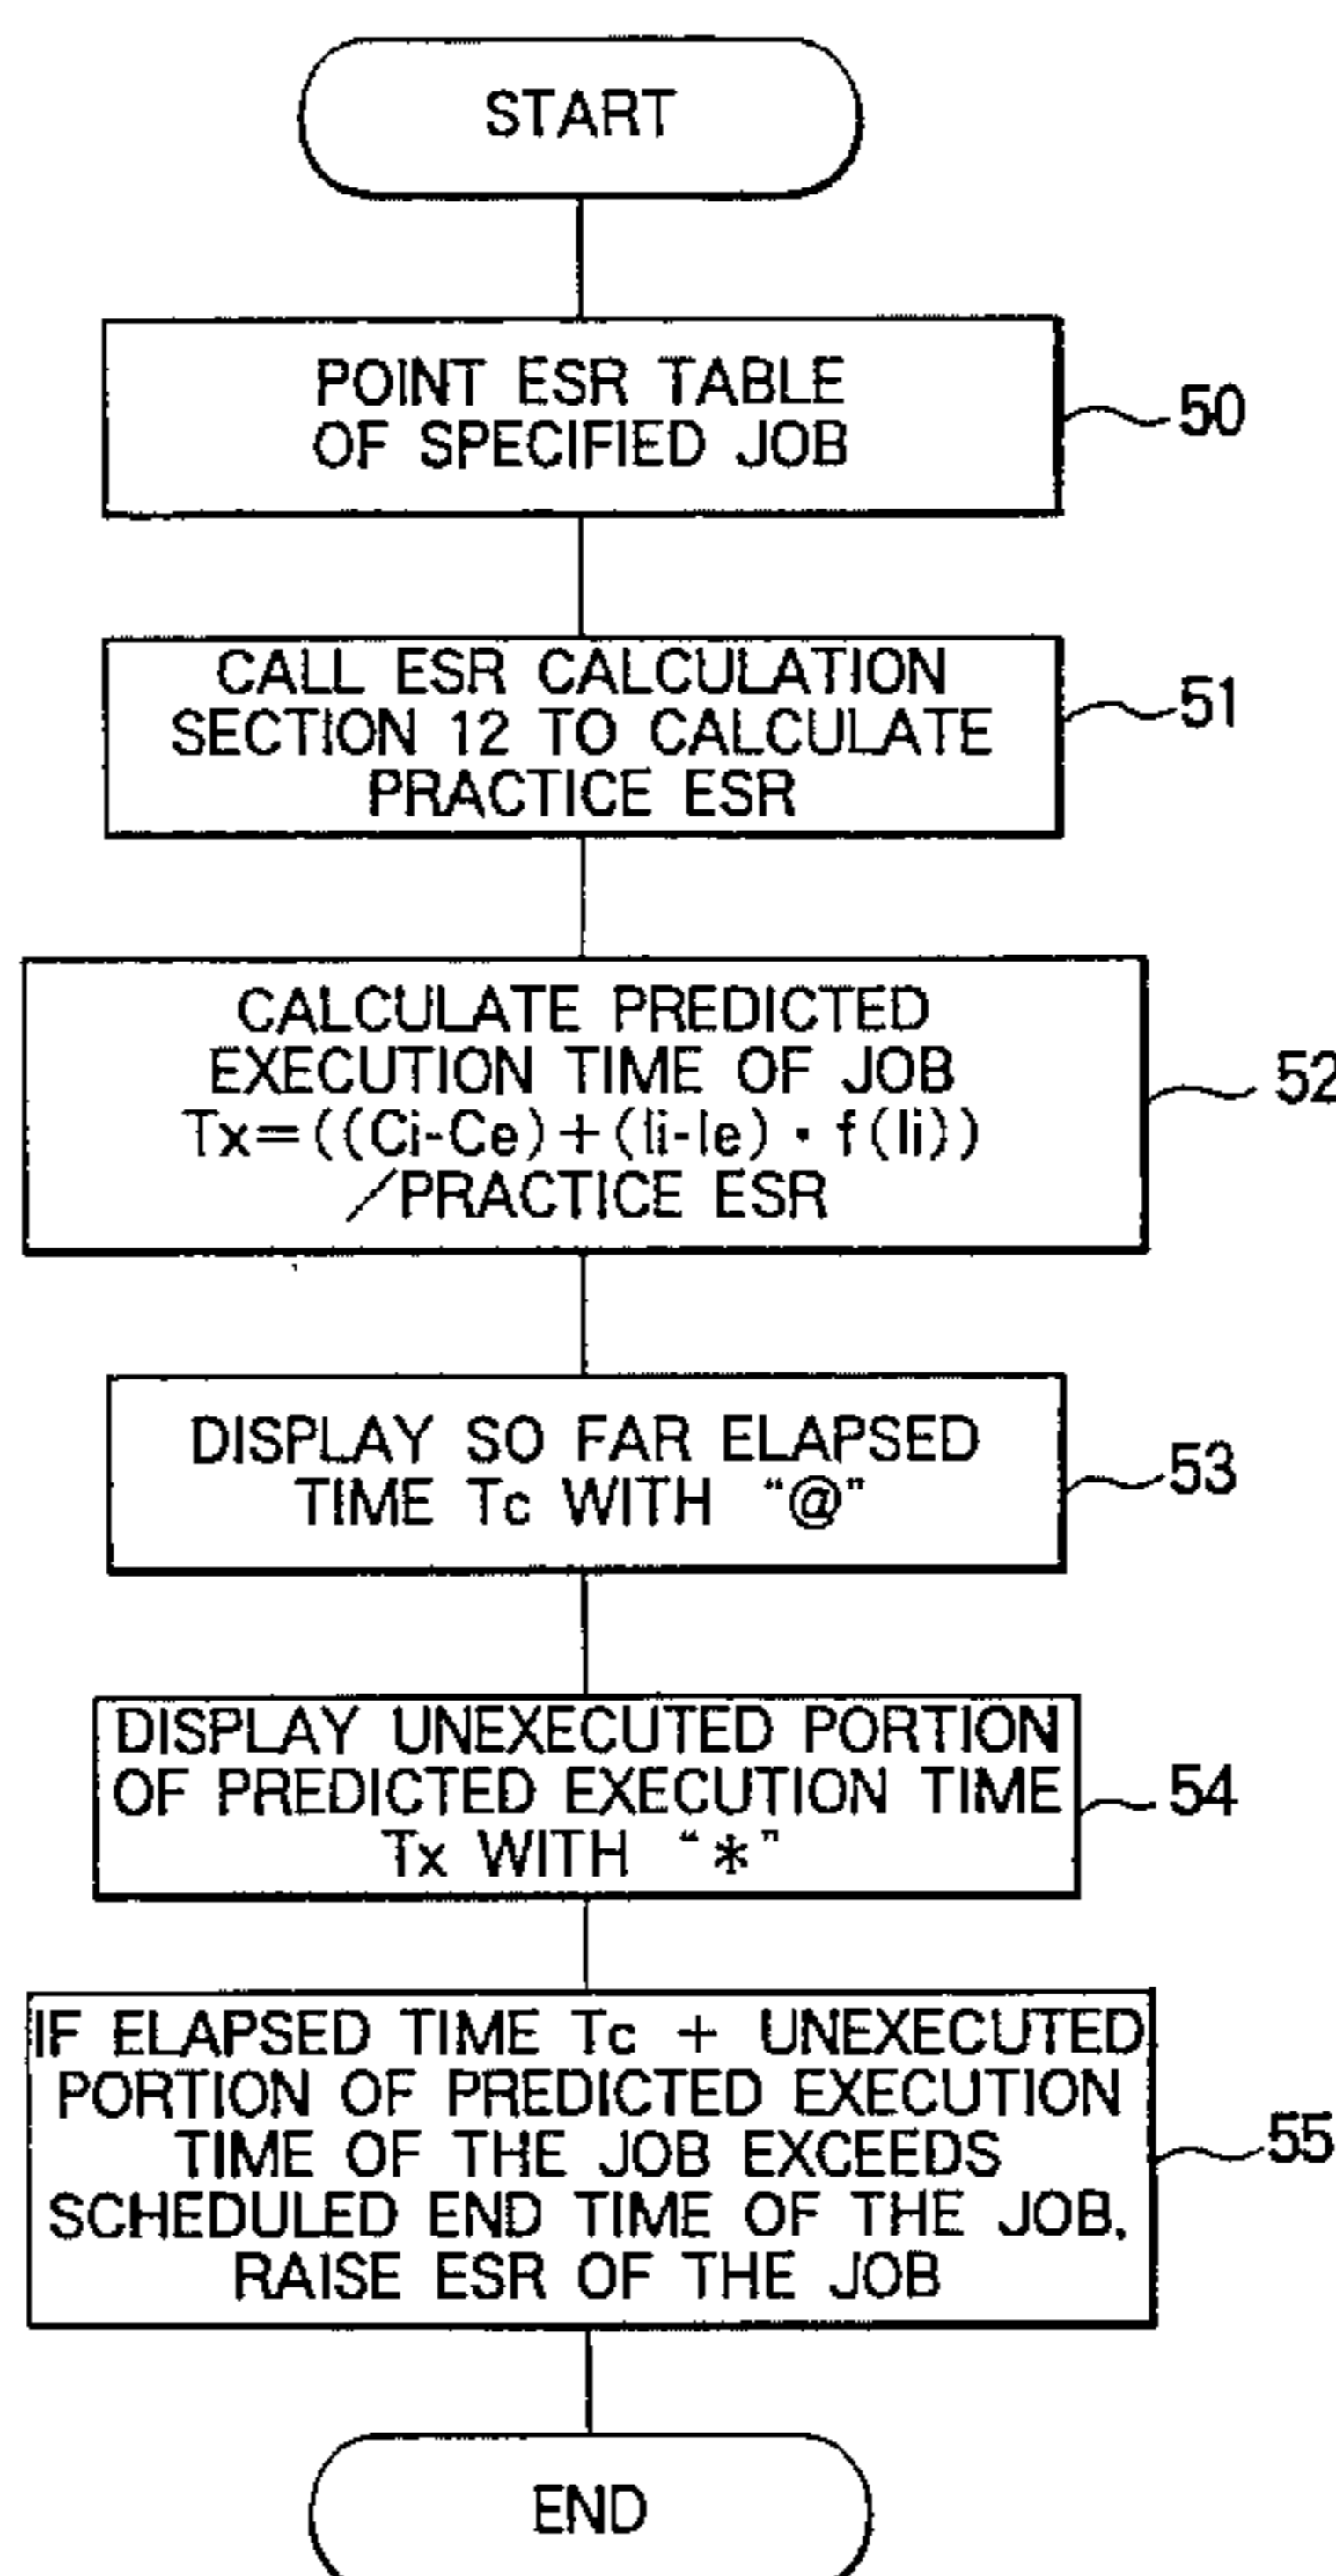 START
POINT ESR TABLE
OF SPECIFIED JOB
50
CALL ESR CALCULATION
SECTION 12 TO CALCULATE
PRACTICE ESR
51
CALCULATE PREDICTED
EXECUTION TIME OF JOB
Tx=((Ci-Ce)+(Ii-Ie)・f(Ii))
/PRACTICE ESR
52
DISPLAY SO FAR ELAPSED
TIME Tc WITH “@”
53
DISPLAY UNEXECUTED PORTION
OF PREDICTED EXECUTION TIME
Tx WITH “*”
54
IF ELAPSED TIME Tc + UNEXECUTED
PORTION OF PREDICTED EXECUTION
TIME OF THE JOB EXCEEDS
SCHEDULED END TIME OF THE JOB,
RAISE ESR OF THE JOB
55
END